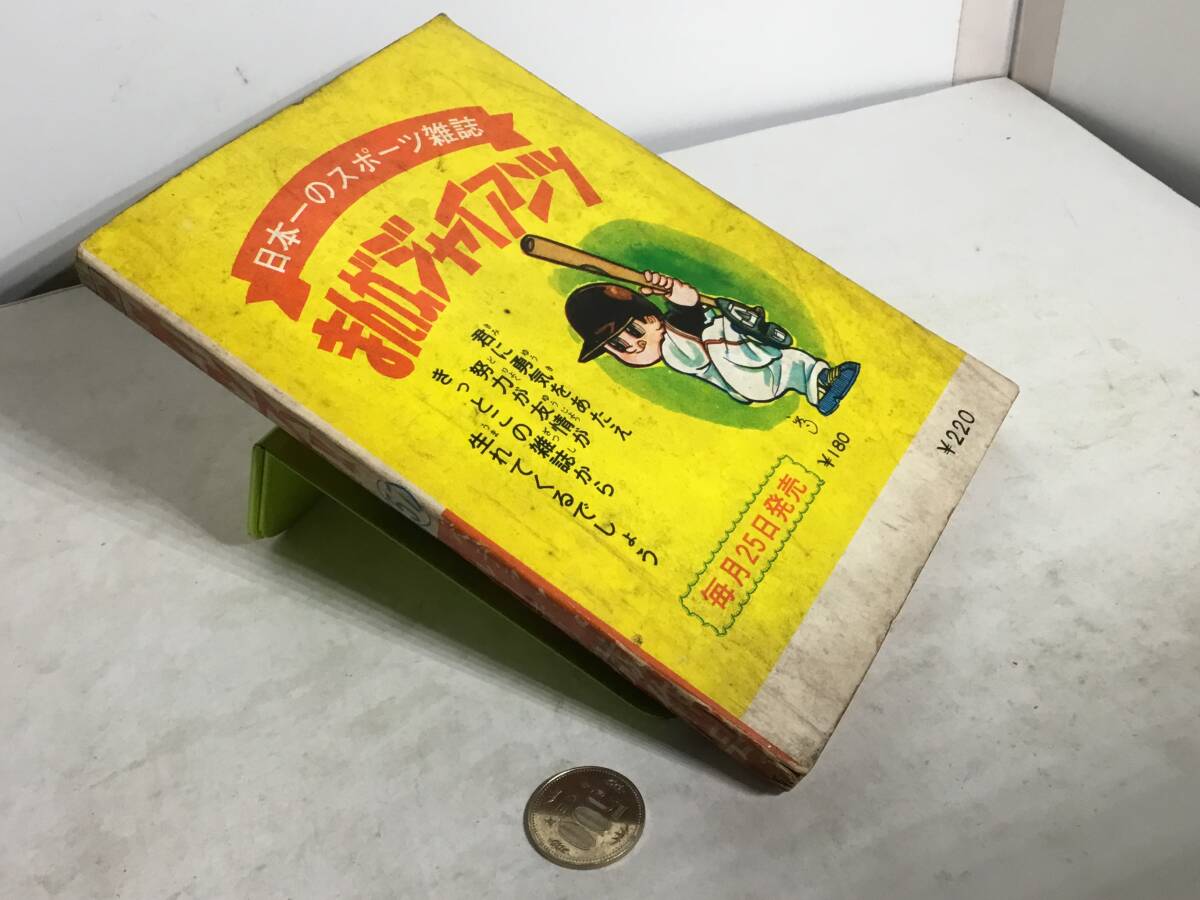 日本一のスポーツ雑誌
まんがジャイアンツ
君に勇気をあたえ
努力が友情が
きっとこの雑誌から
生れてくるでしょう
¥180
毎月25日発売
¥220